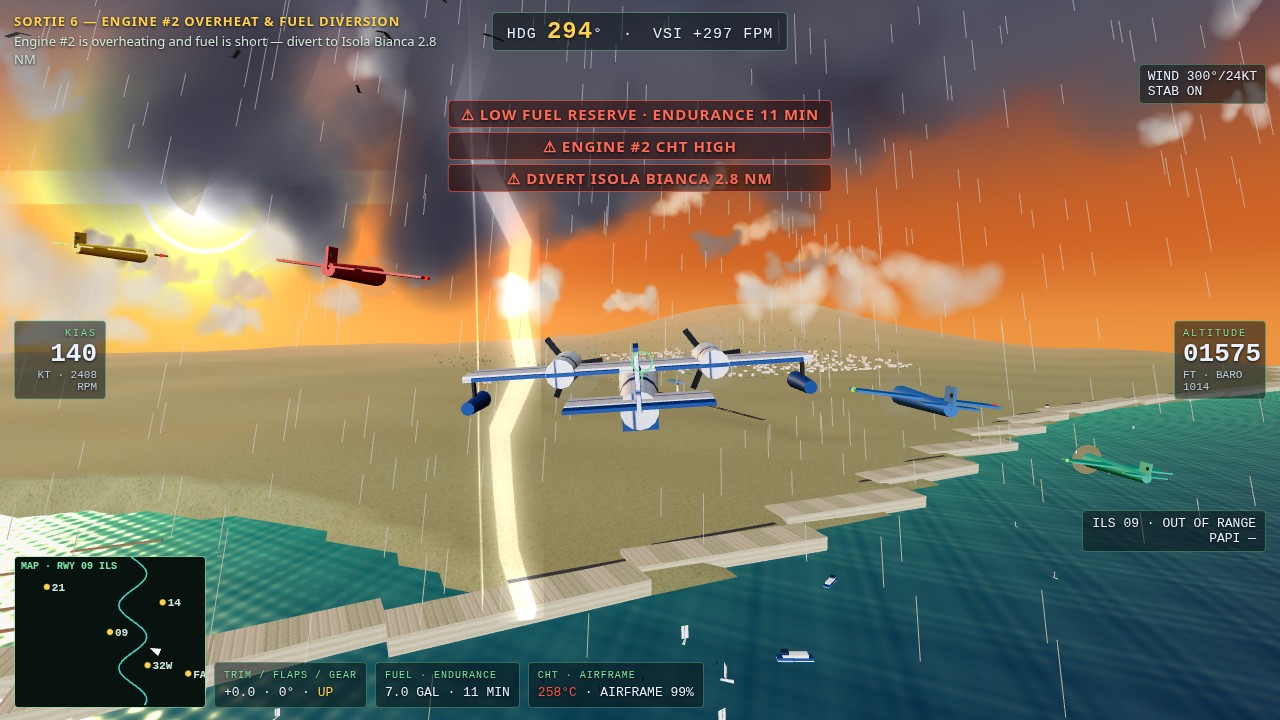 SORTIE 6 — ENGINE #2 OVERHEAT & FUEL DIVERSION
Engine #2 is overheating and fuel is short — divert to Isola Bianca 2.8
NM
HDG 294° · VSI +297 FPM
WIND 300°/24KT
STAB ON
⚠ LOW FUEL RESERVE · ENDURANCE 11 MIN
⚠ ENGINE #2 CHT HIGH
⚠ DIVERT ISOLA BIANCA 2.8 NM
KIAS
140
KT · 2408
RPM
ALTITUDE
01575
FT · BARO
1014
ILS 09 · OUT OF RANGE
PAPI —
MAP · RWY 09 ILS
21
14
09
32W
FA
TRIM / FLAPS / GEAR
+0.0 · 0° · UP
FUEL · ENDURANCE
7.0 GAL · 11 MIN
CHT · AIRFRAME
258°C · AIRFRAME 99%